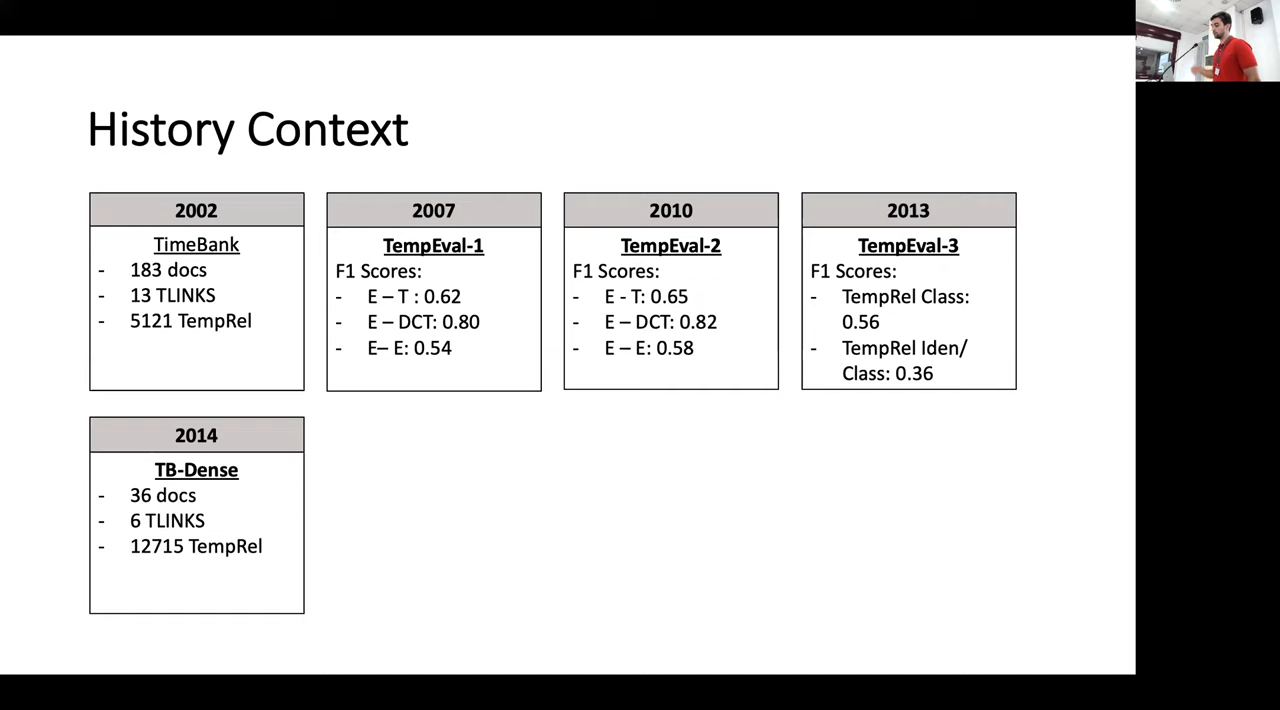 History Context
2002
TimeBank
- 183 docs
- 13 TLINKS
- 5121 TempRel
2007
TempEval-1
F1 Scores:
- E – T : 0.62
- E – DCT: 0.80
- E– E: 0.54
2010
TempEval-2
F1 Scores:
- E - T: 0.65
- E – DCT: 0.82
- E – E: 0.58
2013
TempEval-3
F1 Scores:
- TempRel Class:
0.56
- TempRel Iden/
Class: 0.36
2014
TB-Dense
- 36 docs
- 6 TLINKS
- 12715 TempRel